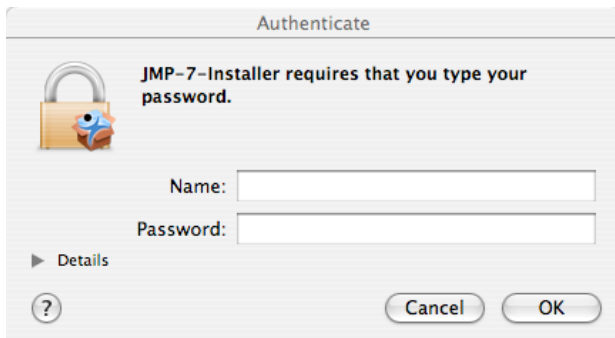 Authenticate
JMP-7-Installer requires that you type your
password.
Name:
Password:
Details
?
Cancel
OK